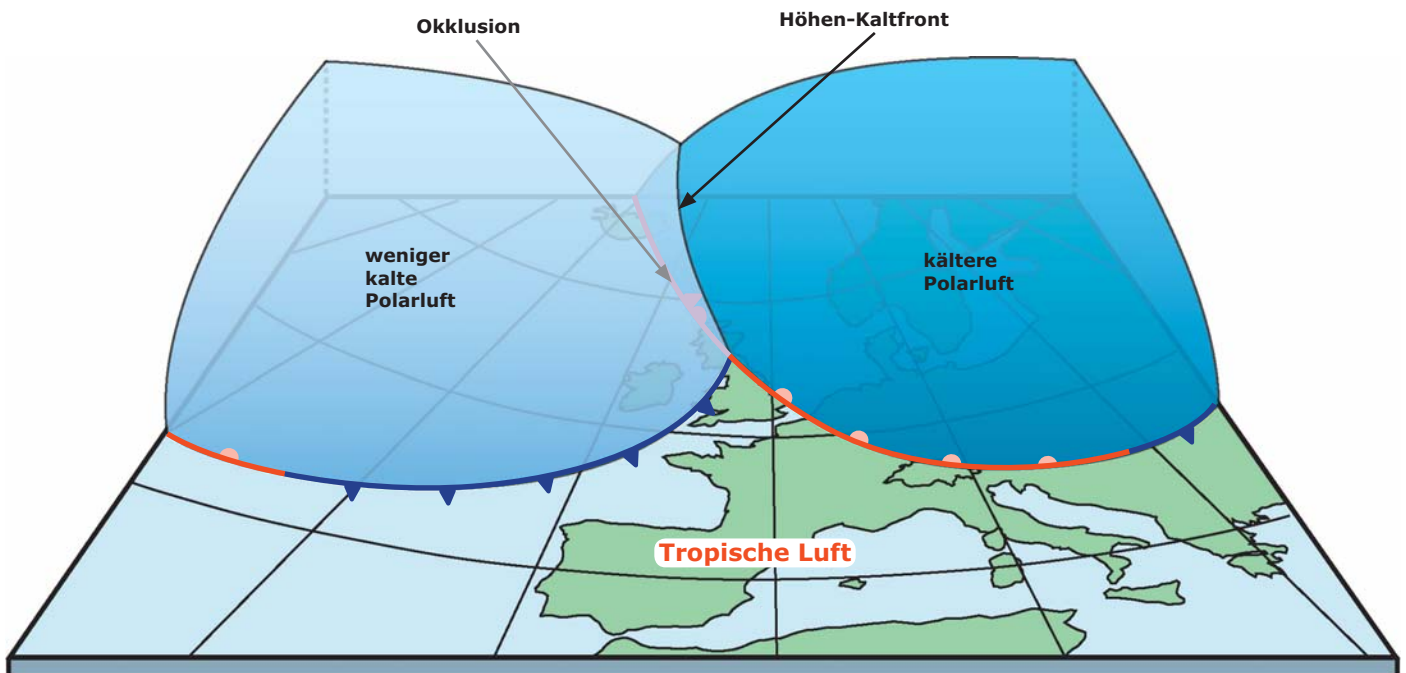 Okklusion
Höhen-Kaltfront
weniger
kalte
Polarluft
kältere
Polarluft
Tropische Luft